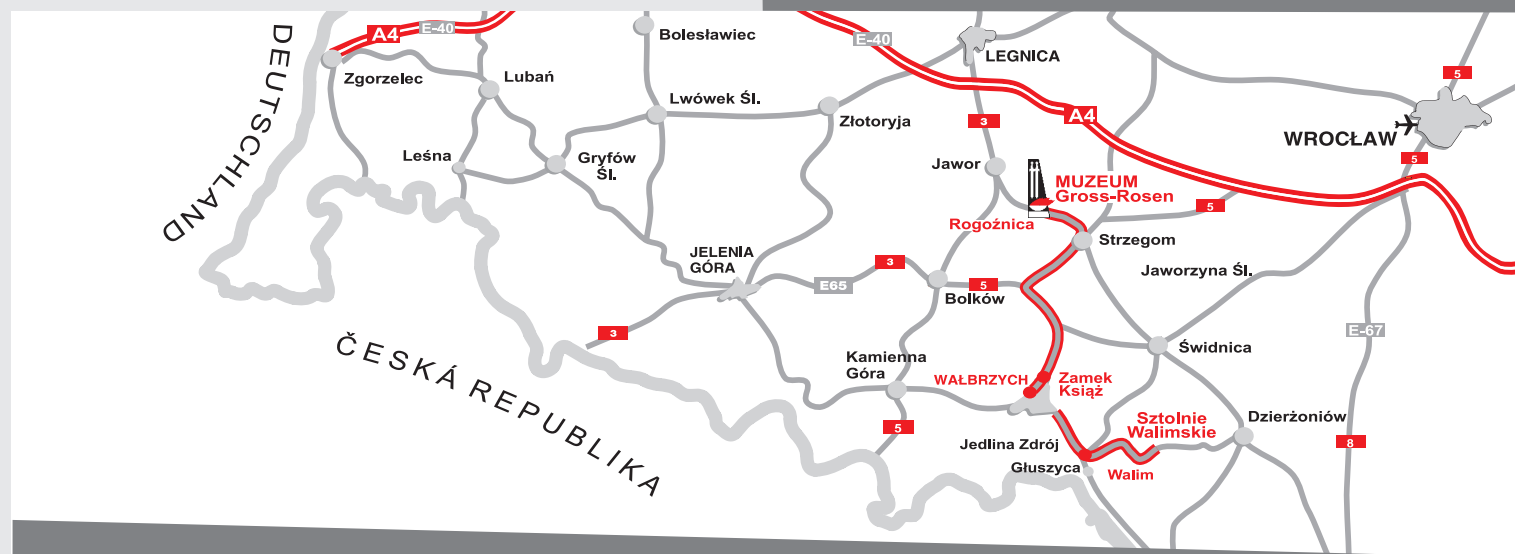 DEUTSCHLAND
A4
E-40
Zgorzelec
Lubań
Bolesławiec
E-40
LEGNICA
5
Lwówek Śl.
Złotoryja
3
A4
WROCŁAW
5
Leśna
Gryfów
Śl.
Jawor
MUZEUM
Gross-Rosen
5
Rogoźnica
Strzegom
JELENIA
GÓRA
3
Jaworzyna Śl.
E65
5
Bolków
3
E-67
ČESKÁ REPUBLIKA
Świdnica
Kamienna
Góra
WAŁBRZYCH
Zamek
Książ
5
Sztolnie
Walimskie
Dzierżoniów
8
Jedlina Zdrój
Głuszyca
Walim